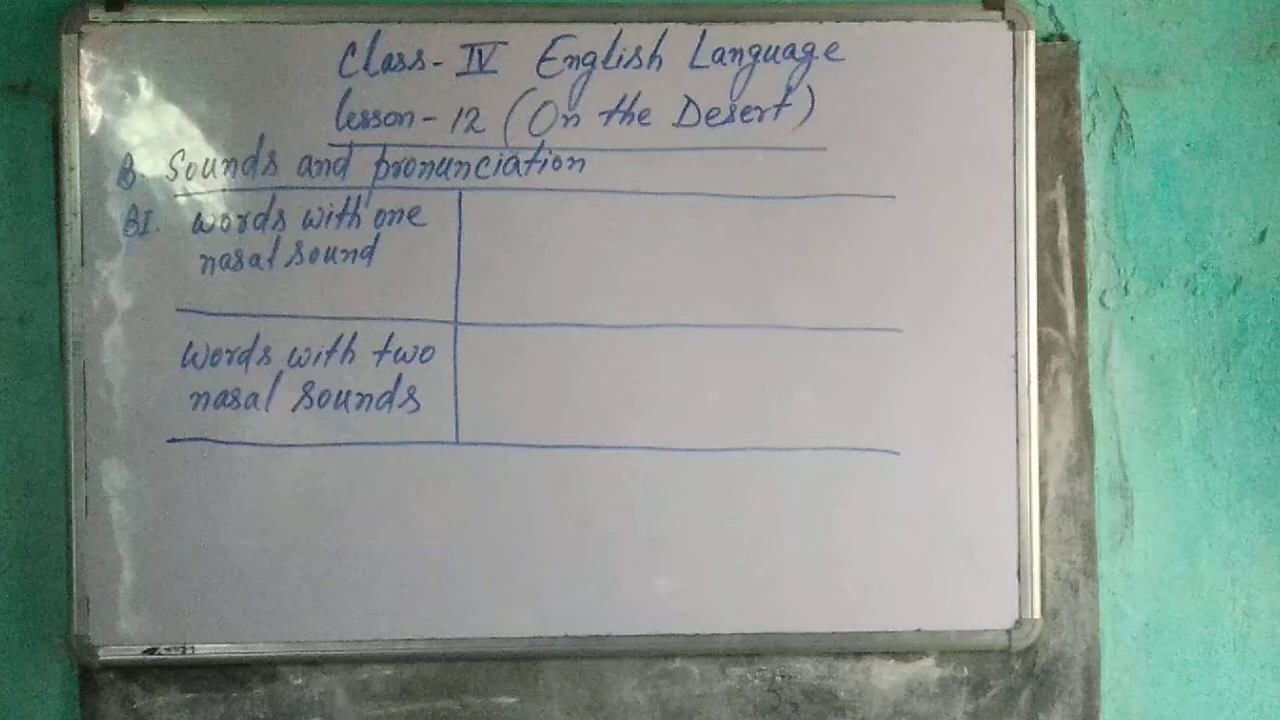 Class- IV English Language
Lesson - 12 (On the Desert)
B. Sounds and pronunciation
B1. Words with one
nasal sound
Words with two
nasal sounds